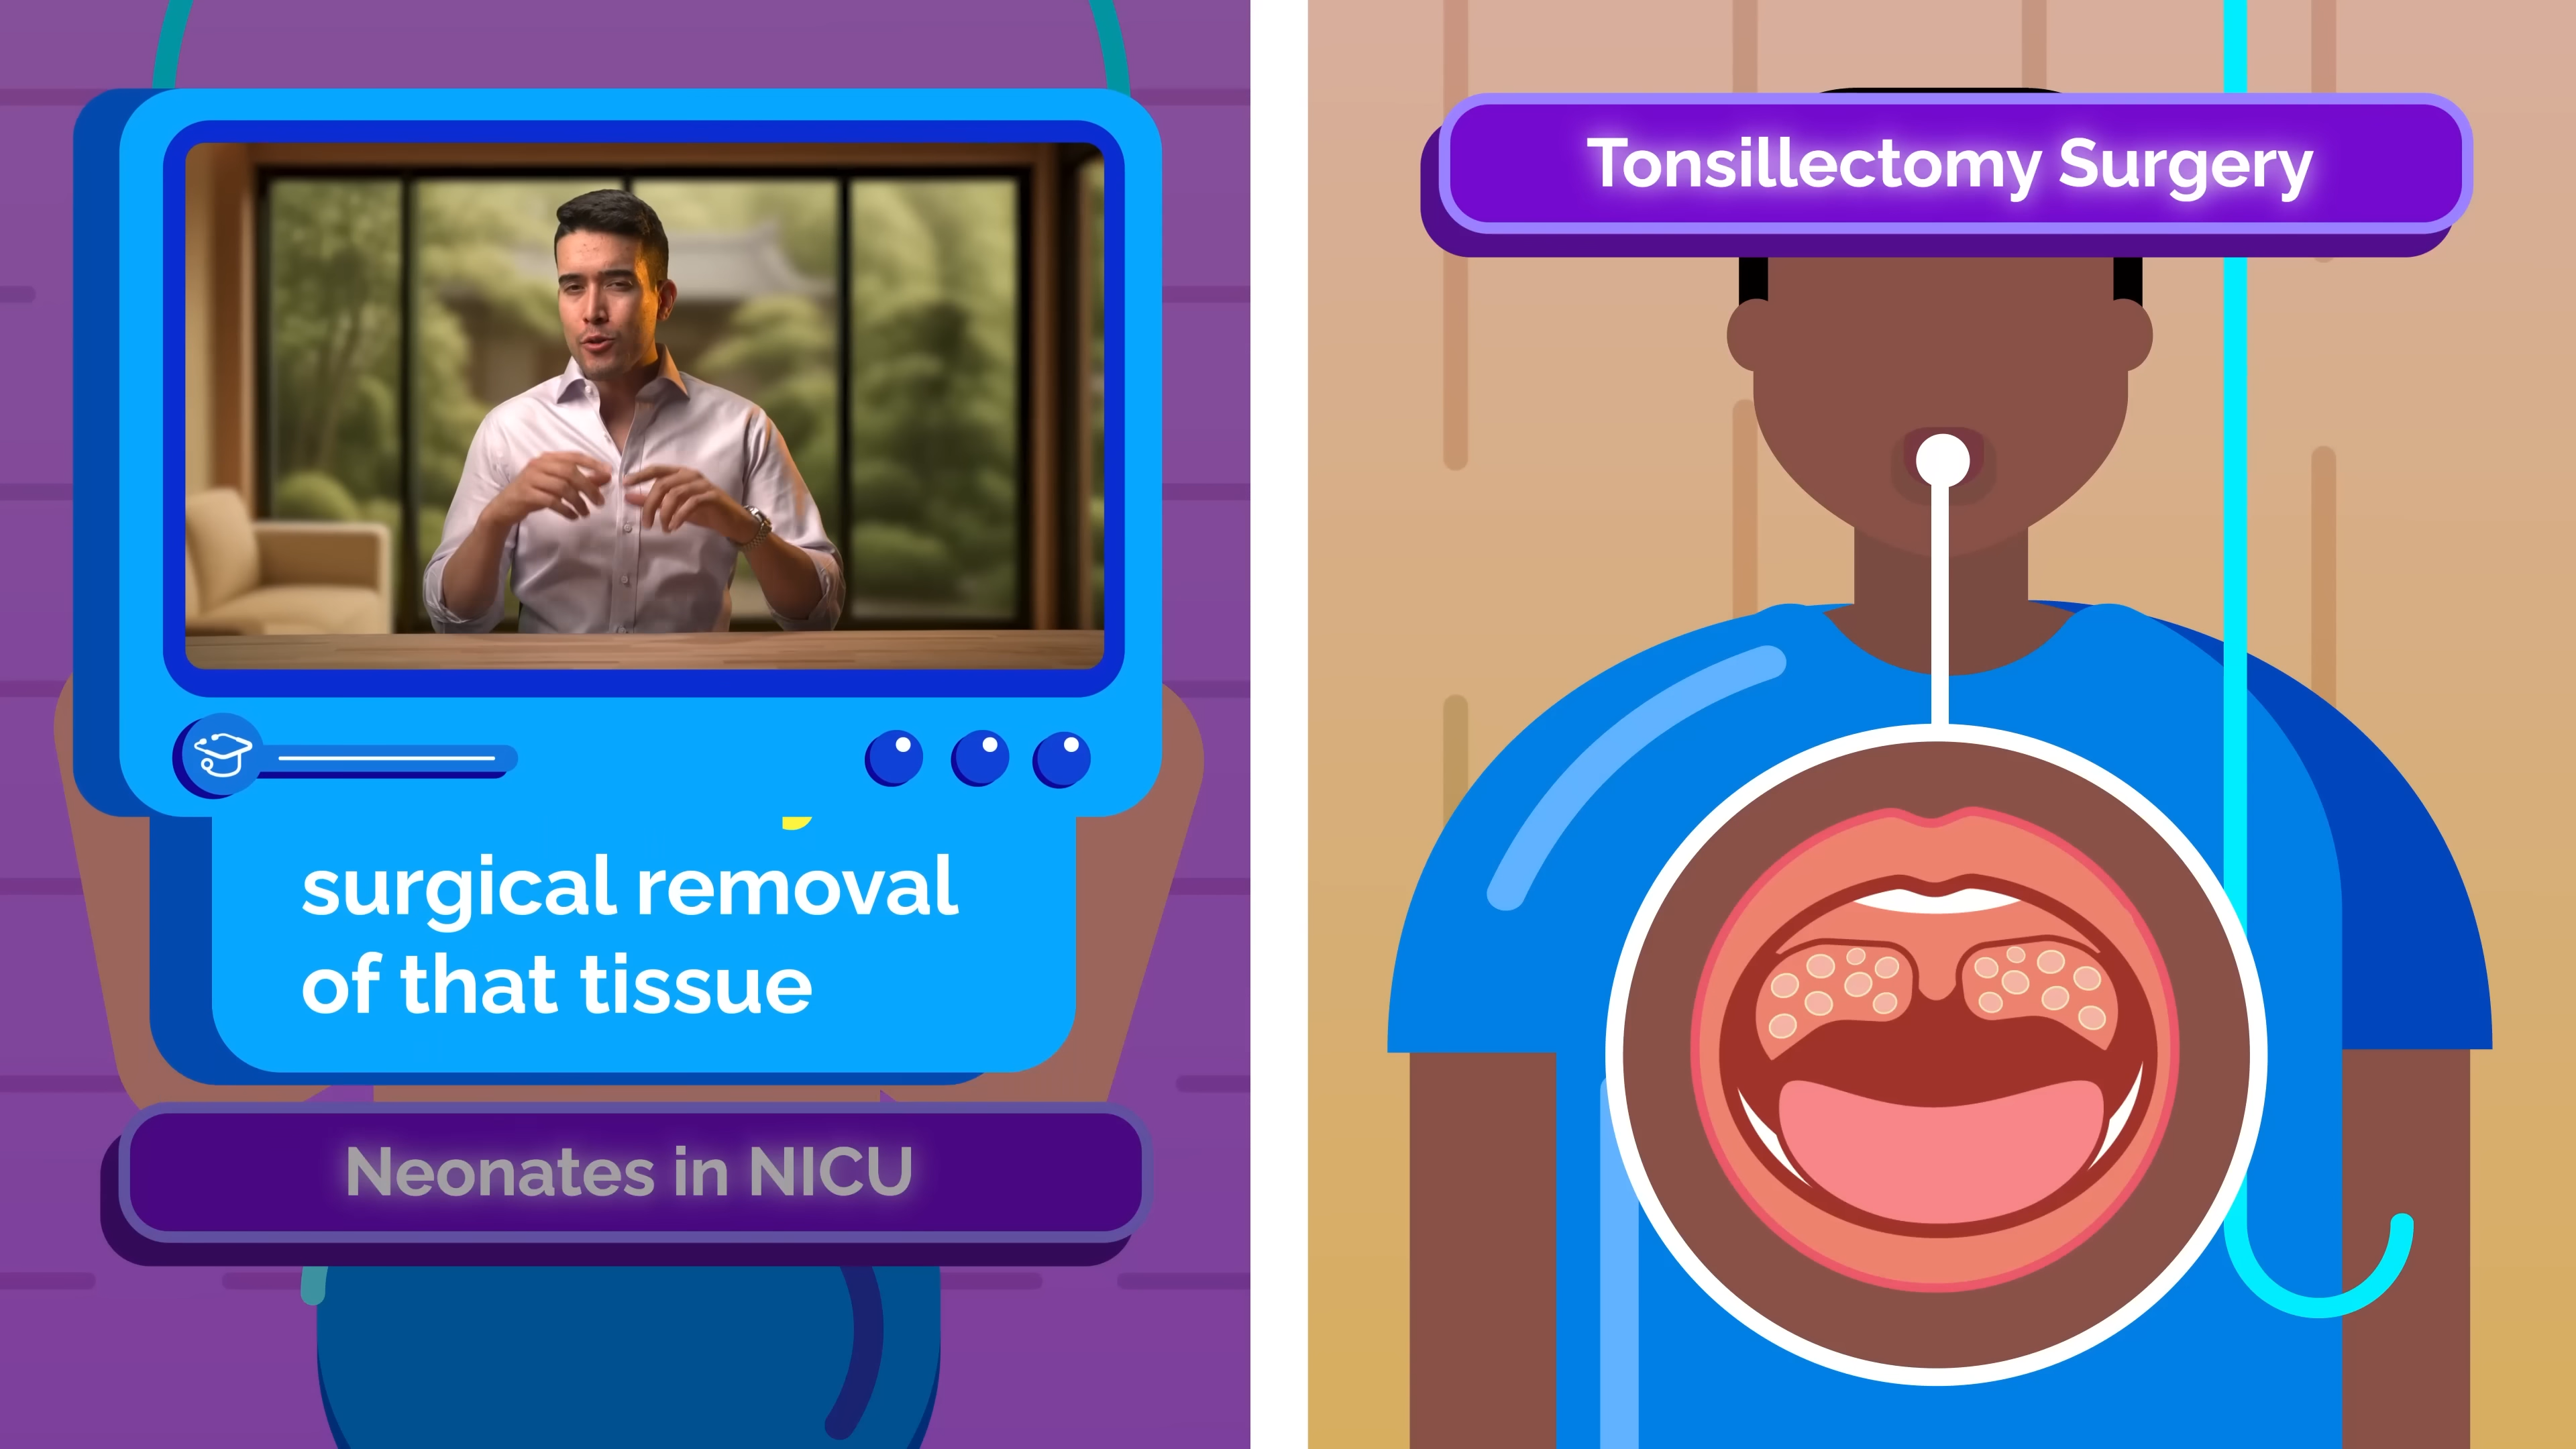 surgical removal
of that tissue
Neonates in NICU
Tonsillectomy Surgery